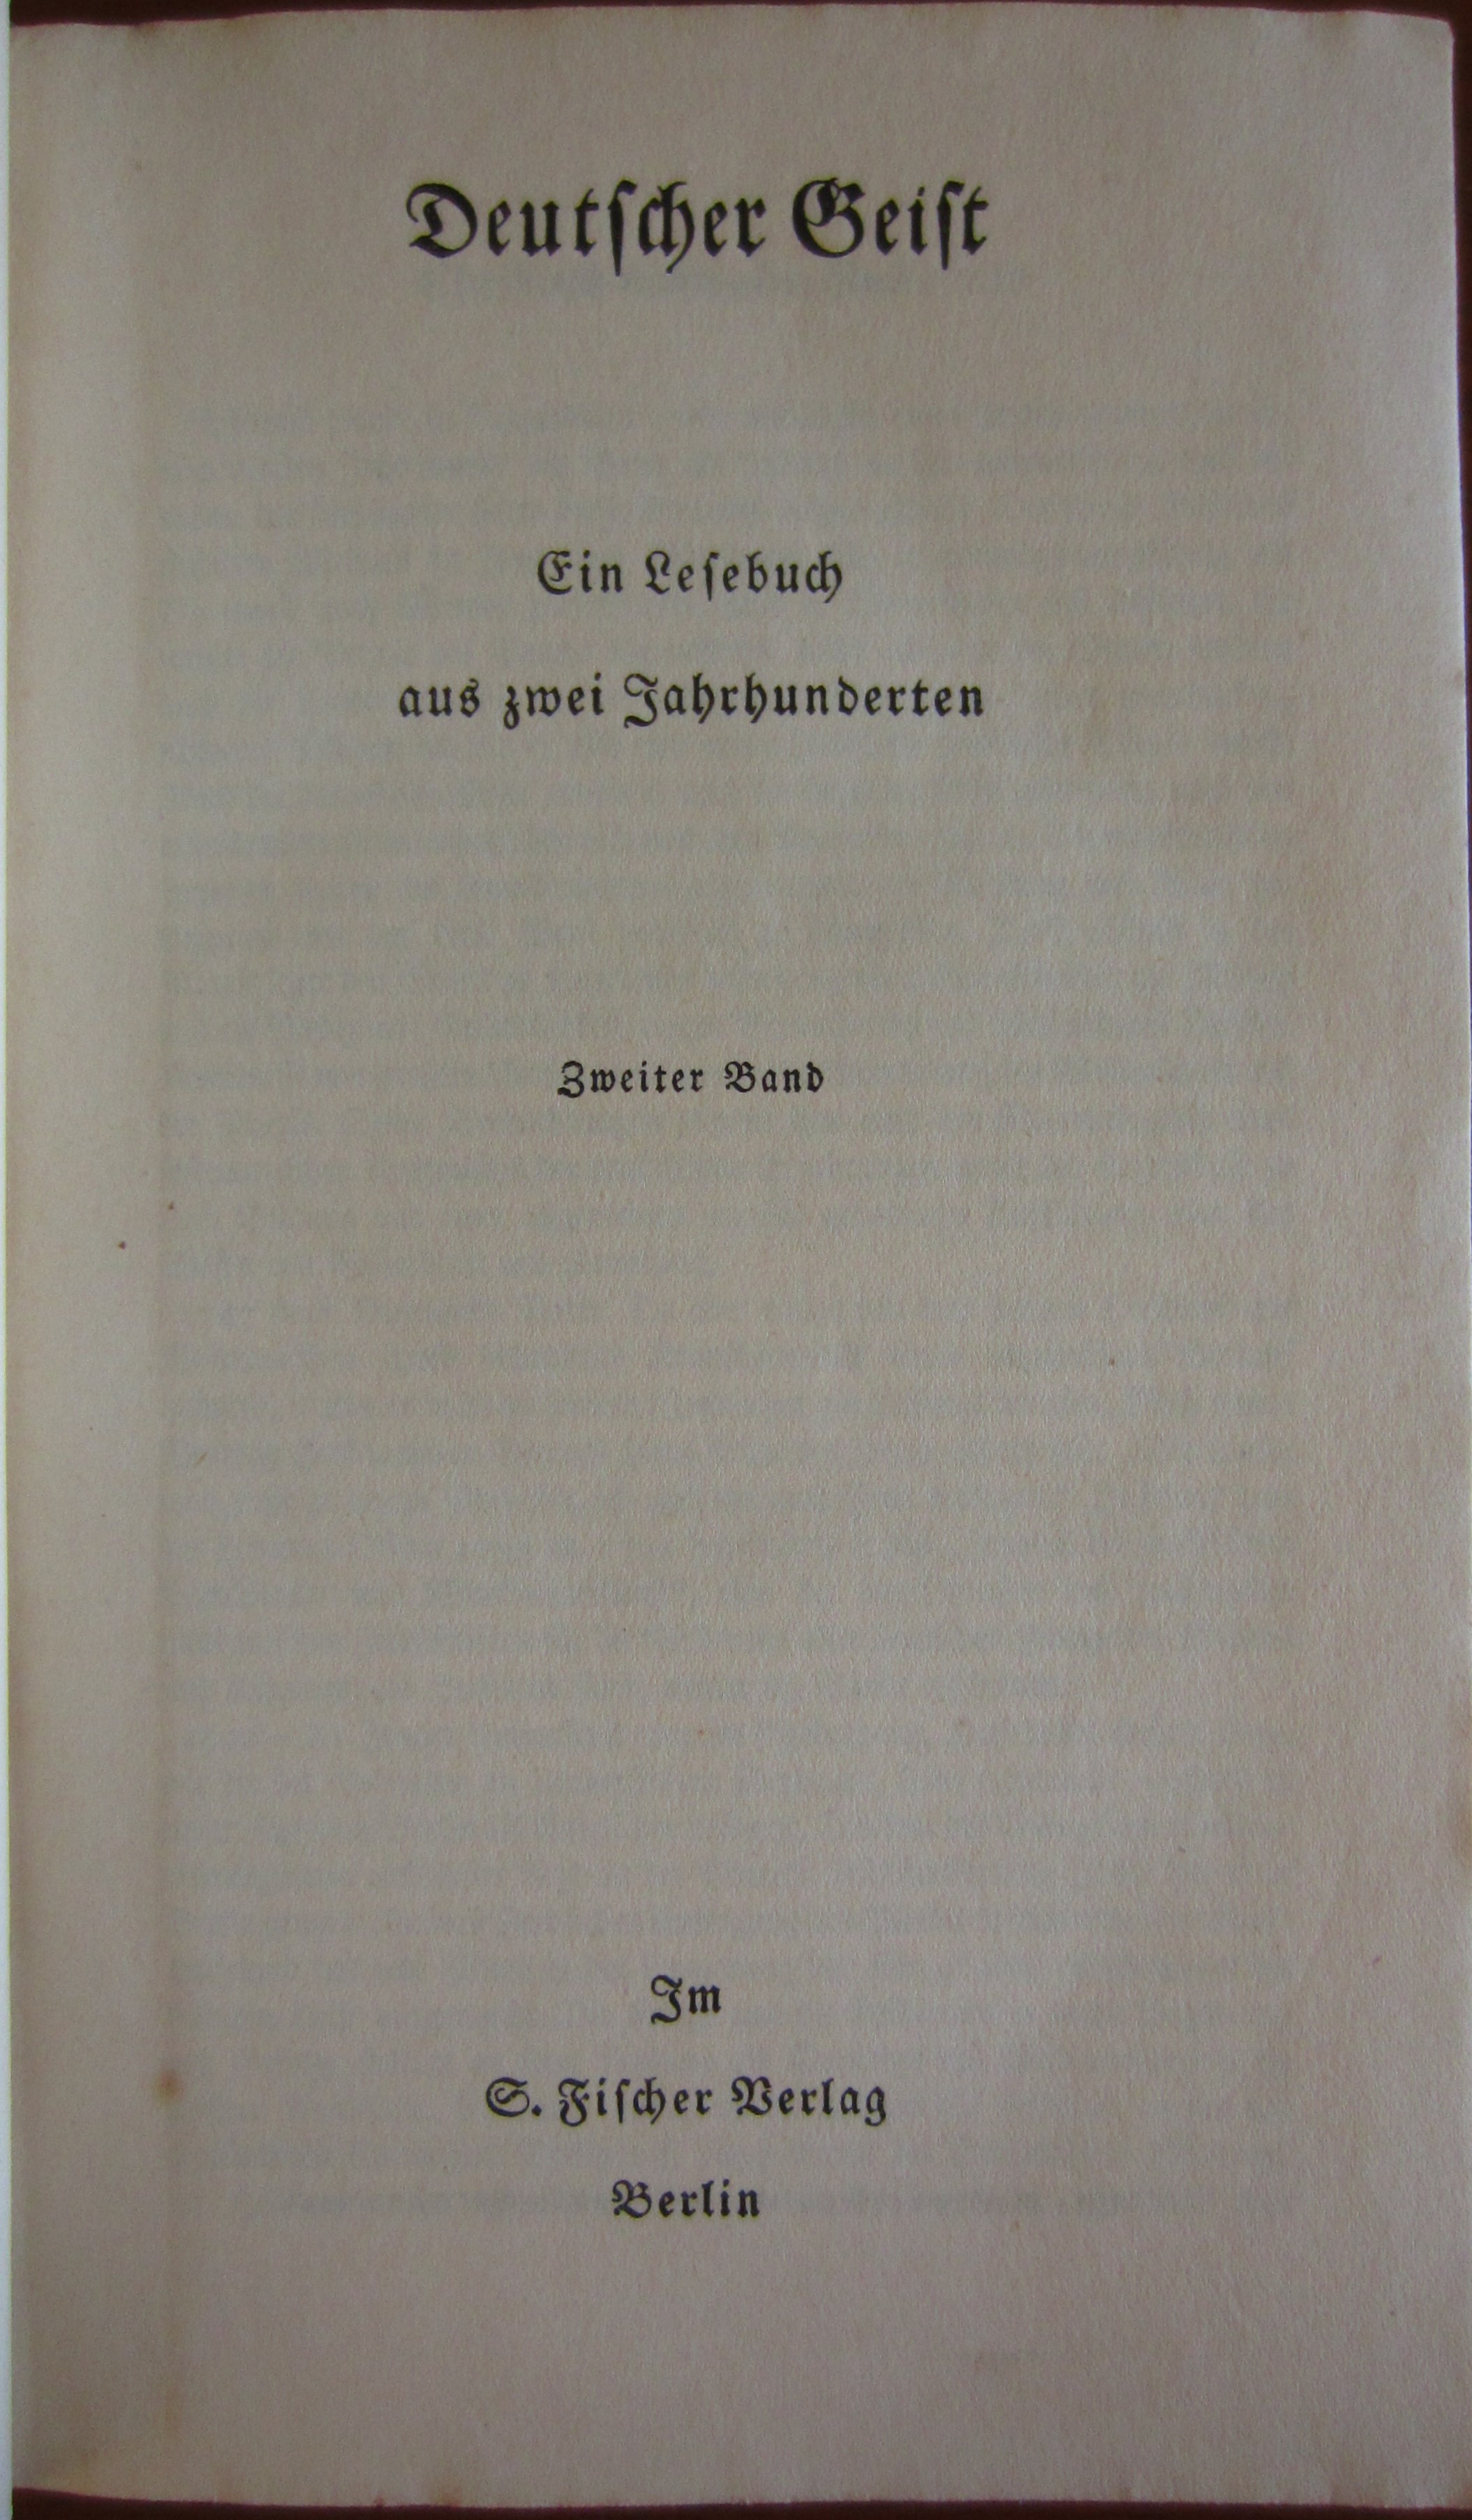 Deutſcher Geiſt
Ein Leſebuch
aus zwei Jahrhunderten
Zweiter Band
Im
S. Fiſcher Verlag
Berlin